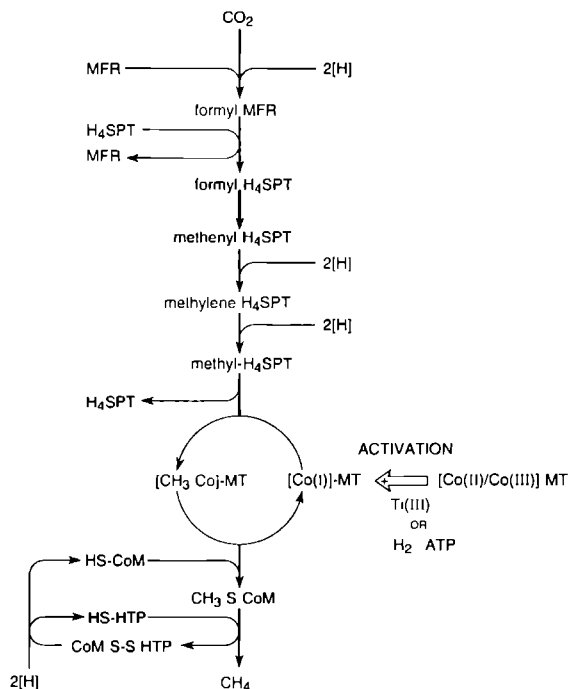 CO2
MFR 2[H]
formyl MFR
H4SPT
MFR
formyl H4SPT
methenyl H4SPT
2[H]
methylene H4SPT
2[H]
methyl-H4SPT
H4SPT
ACTIVATION
[CH3 Co]-MT [Co(I)]-MT + [Co(II)/Co(III)] MT
Ti(III)
OR
H2 ATP
HS-CoM
CH3 S CoM
HS-HTP
CoM S-S HTP
2[H] CH4